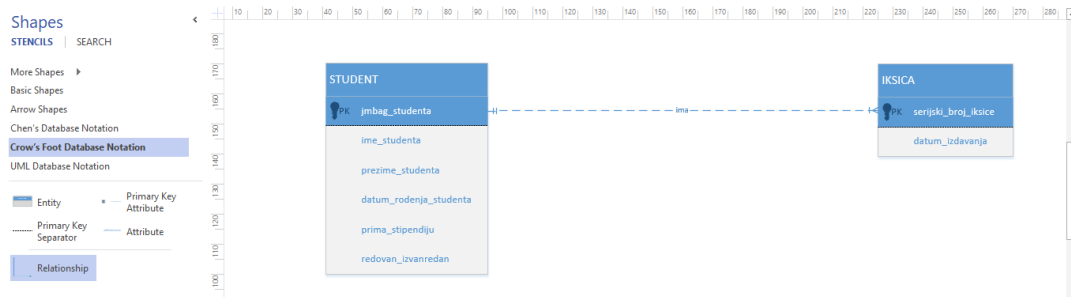 Shapes
STENCILS | SEARCH
More Shapes
Basic Shapes
Arrow Shapes
Chen's Database Notation
Crow's Foot Database Notation
UML Database Notation
Entity
Primary Key Attribute
Primary Key Separator
Attribute
Relationship
10 20 30 40 50 60 70 80 90 100 110 120 130 140 150 160 170 180 190 200 210 220 230 240 250 260 270 280
180
170
160
150
140
130
120
110
100
STUDENT
PK jmbag_studenta
ime_studenta
prezime_studenta
datum_rodenja_studenta
prima_stipendiju
redovan_izvanredan
ima
IKSICA
PK serijski_broj_iksice
datum_izdavanja